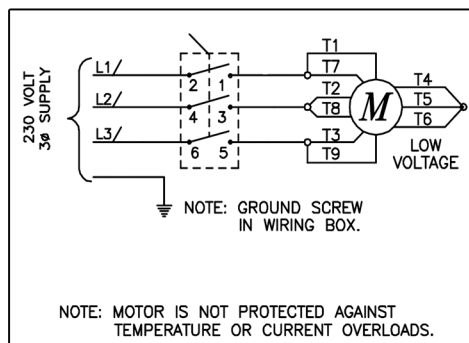 230 VOLT
3ø SUPPLY
L1/
L2/
L3/
2 1
4 3
6 5
T1
T7
T2
T8
T3
T9
M
T4
T5
T6
LOW
VOLTAGE
NOTE: GROUND SCREW
IN WIRING BOX.
NOTE: MOTOR IS NOT PROTECTED AGAINST
TEMPERATURE OR CURRENT OVERLOADS.